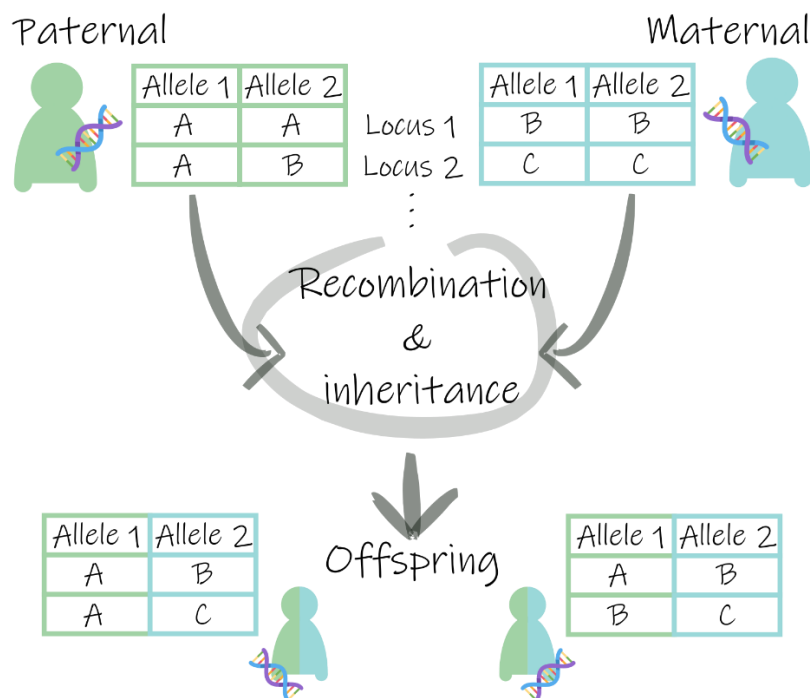 Paternal
Maternal
Allele 1 Allele 2
A A
A B
Locus 1
Locus 2
⋮
Allele 1 Allele 2
B B
C C
Recombination
&
inheritance
Offspring
Allele 1 Allele 2
A B
A C
Allele 1 Allele 2
A B
B C